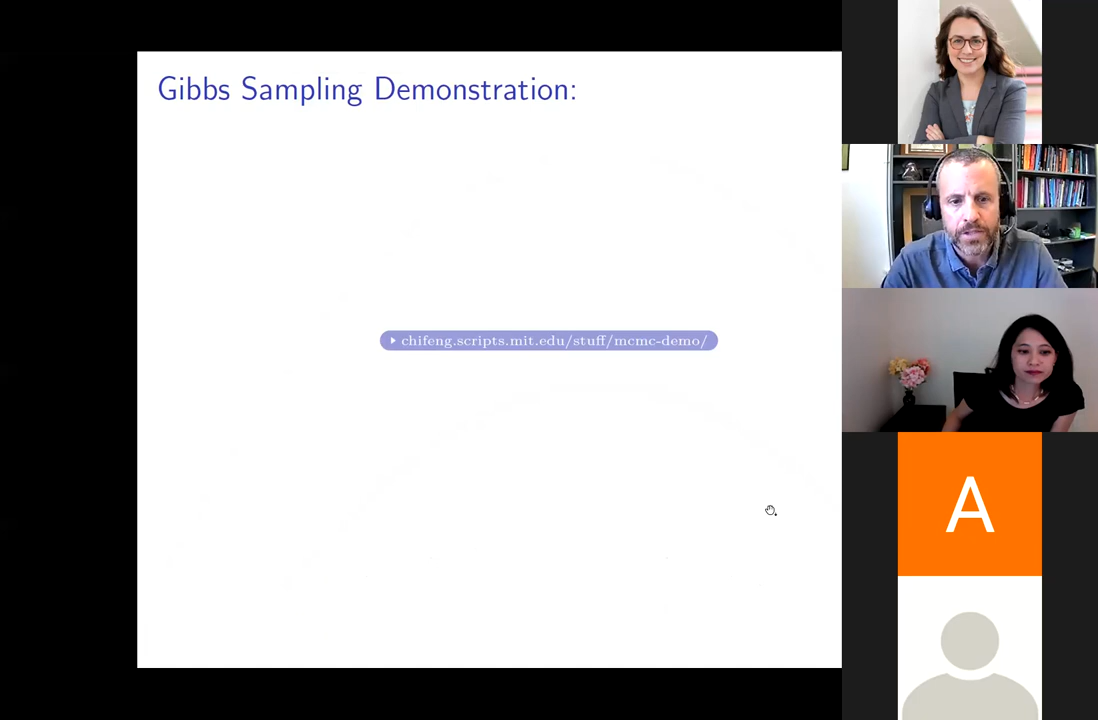 Gibbs Sampling Demonstration:
chifeng.scripts.mit.edu/stuff/mcmc-demo/
A